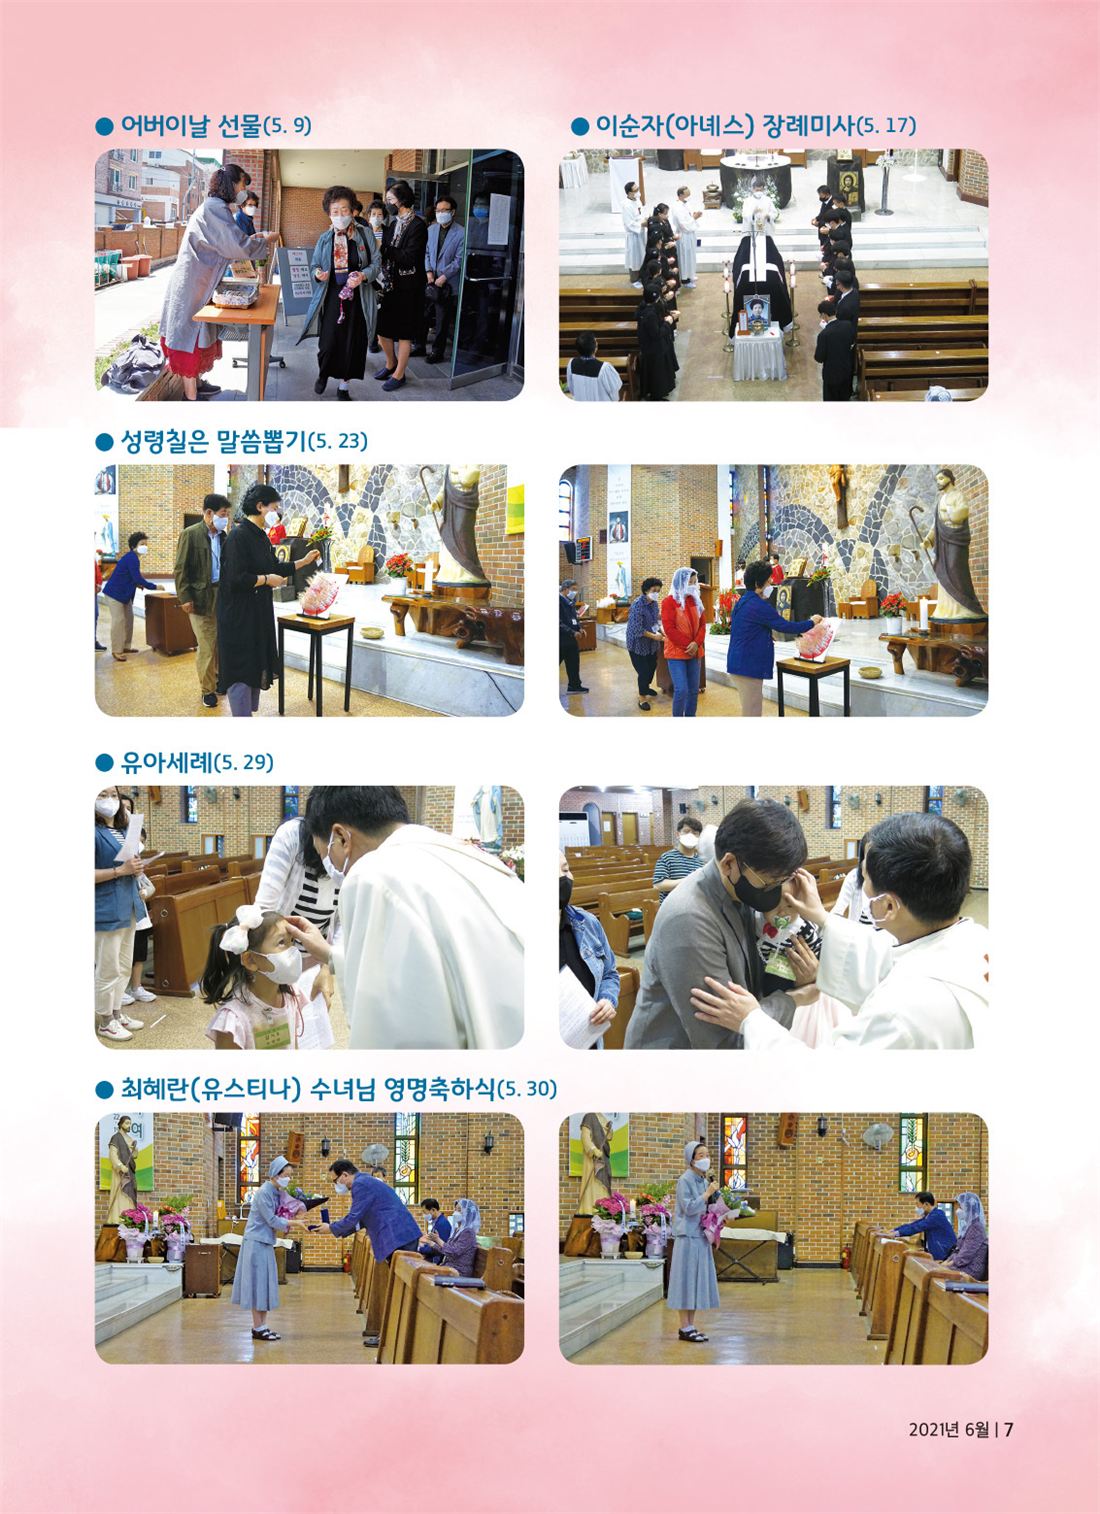 ● 어버이날 선물(5. 9)
● 이순자(아녜스) 장례미사(5. 17)
● 성령칠은 말씀뽑기(5. 23)
● 유아세례(5. 29)
● 최혜란(유스티나) 수녀님 영명축하식(5. 30)
2021년 6월 | 7